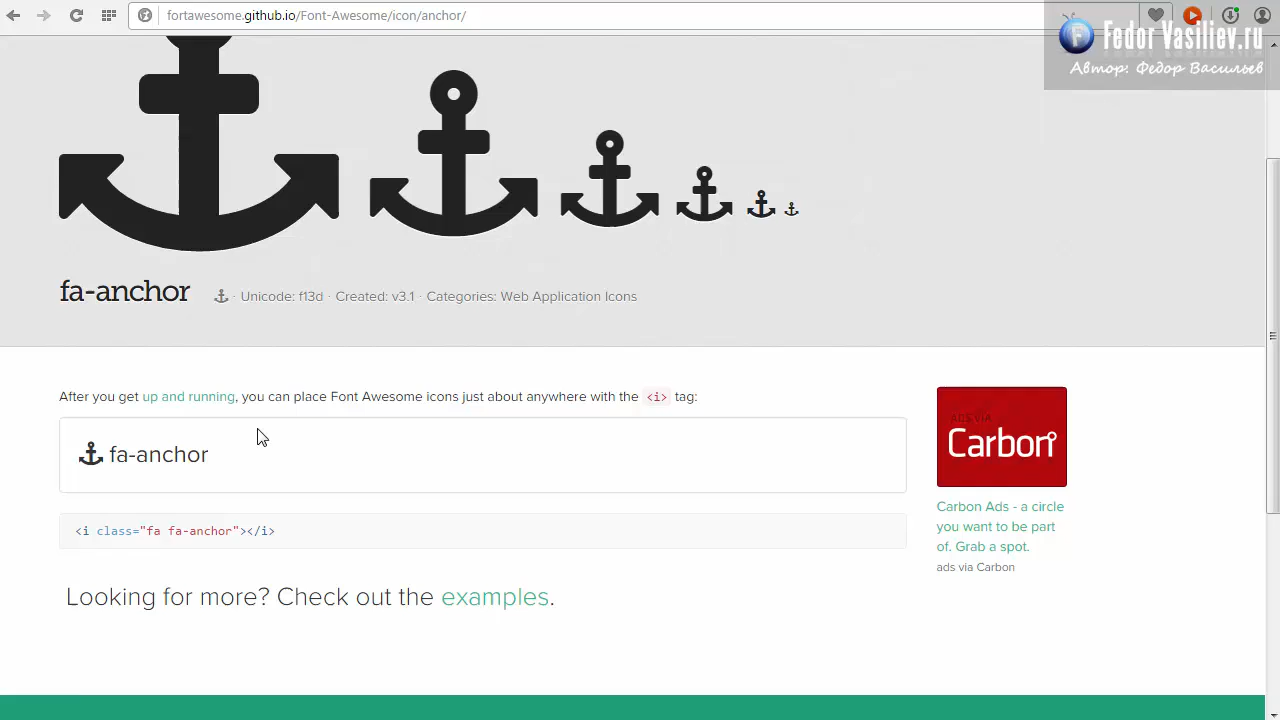 fortawesome.github.io/Font-Awesome/icon/anchor/
Fedor Vasiliev.ru
Автор: Федор Васильев
fa-anchor · Unicode: f13d · Created: v3.1 · Categories: Web Application Icons
After you get up and running, you can place Font Awesome icons just about anywhere with the <i> tag:
fa-anchor
<i class="fa fa-anchor"></i>
Looking for more? Check out the examples.
ADS VIA
Carbon
Carbon Ads - a circle
you want to be part
of. Grab a spot.
ads via Carbon